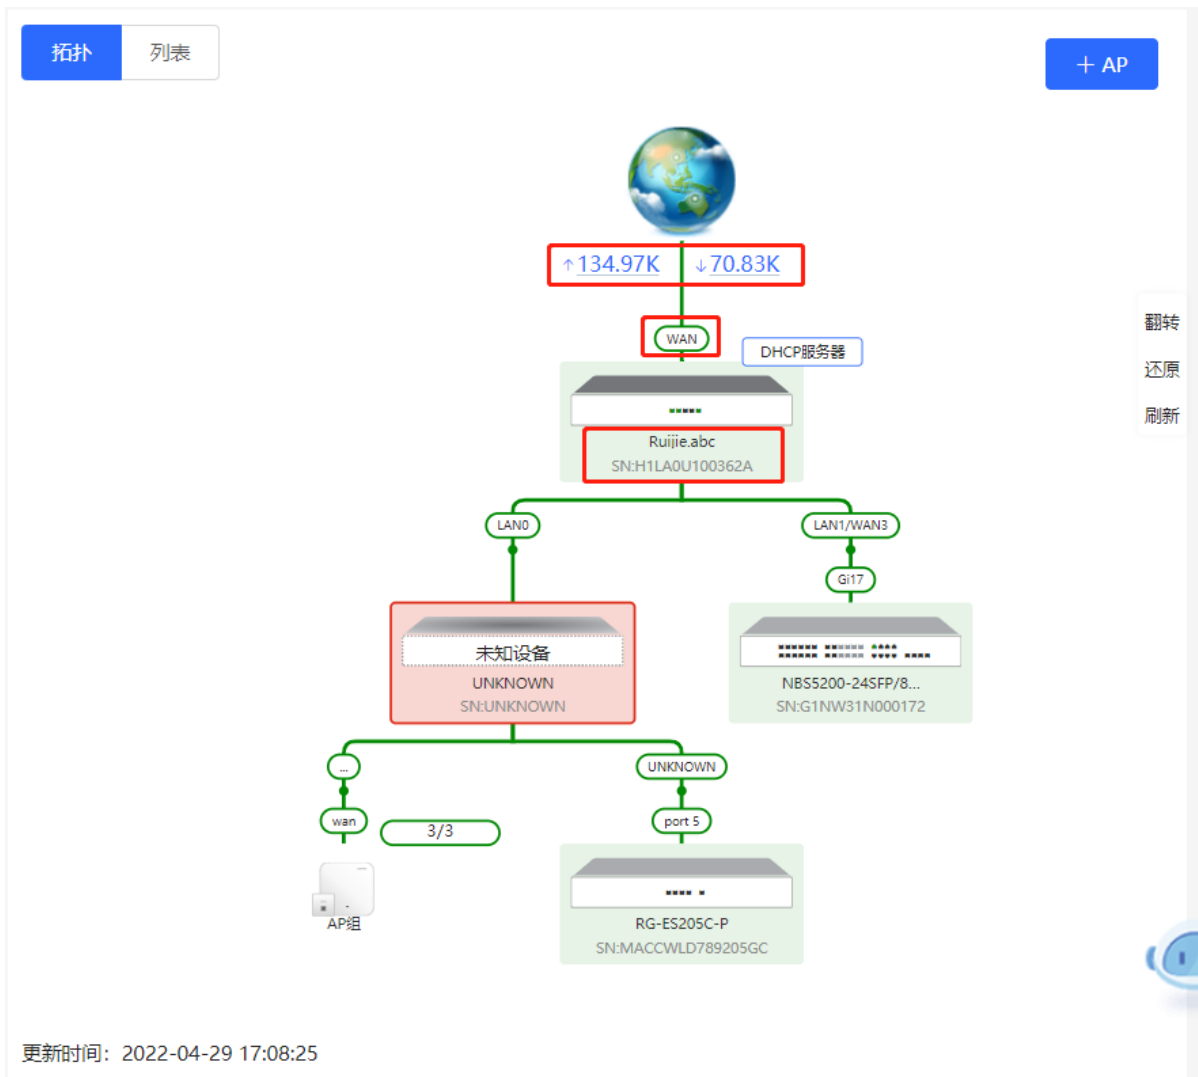 拓扑
列表
＋ AP
↑134.97K ↓70.83K
WAN
DHCP服务器
翻转
还原
刷新
Ruijie.abc
SN:H1LA0U100362A
LAN0
LAN1/WAN3
Gi17
未知设备
UNKNOWN
SN:UNKNOWN
NBS5200-24SFP/8...
SN:G1NW31N000172
...
UNKNOWN
wan
3/3
port 5
AP组
RG-ES205C-P
SN:MACCWLD789205GC
更新时间：2022-04-29 17:08:25